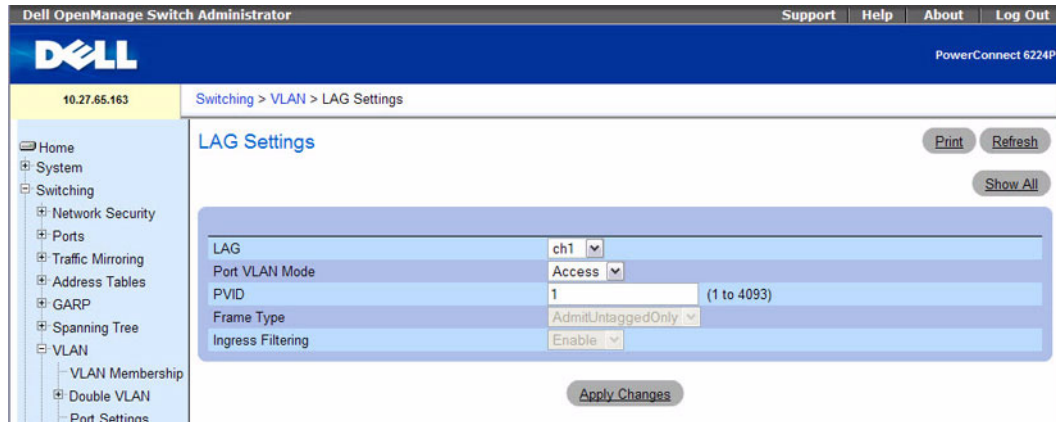 Dell OpenManage Switch Administrator
Support Help About Log Out
DELL
PowerConnect 6224P
10.27.65.163
Switching > VLAN > LAG Settings
Home
System
Switching
Network Security
Ports
Traffic Mirroring
Address Tables
GARP
Spanning Tree
VLAN
VLAN Membership
Double VLAN
Port Settings
LAG Settings
Print Refresh
Show All
LAG ch1
Port VLAN Mode Access
PVID 1 (1 to 4093)
Frame Type AdmitUntaggedOnly
Ingress Filtering Enable
Apply Changes